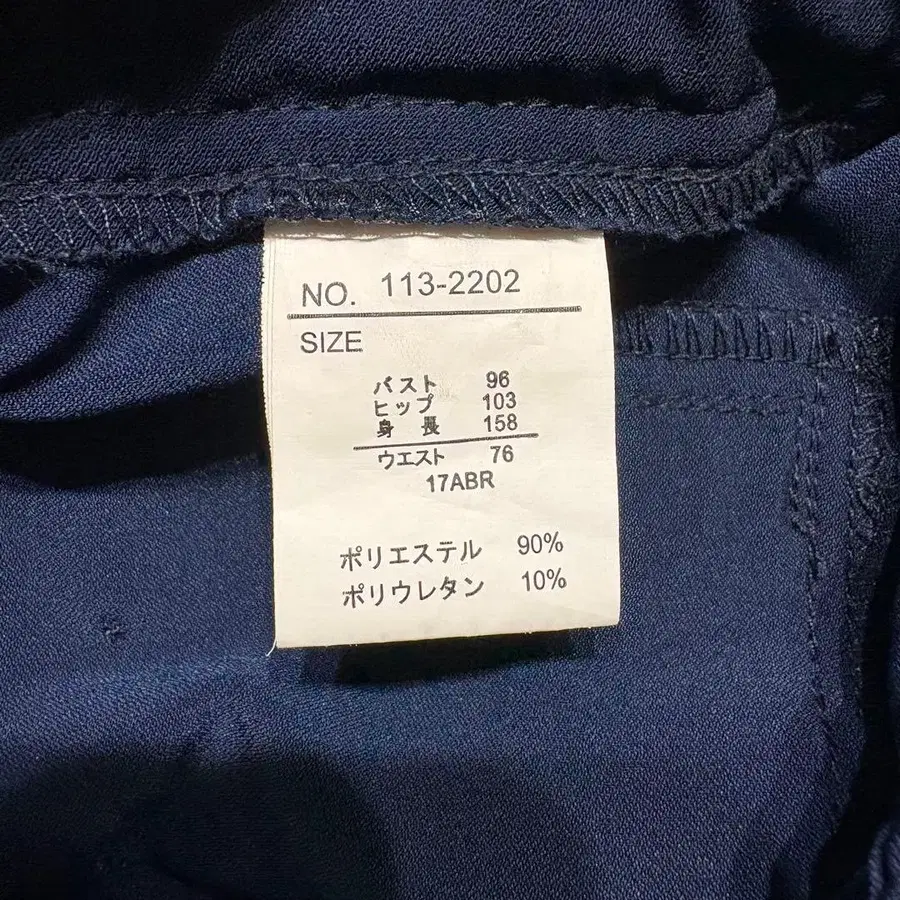 NO. 113-2202
SIZE
バスト 96
ヒップ 103
身長 158
ウエスト 76
17ABR
ポリエステル 90%
ポリウレタン 10%